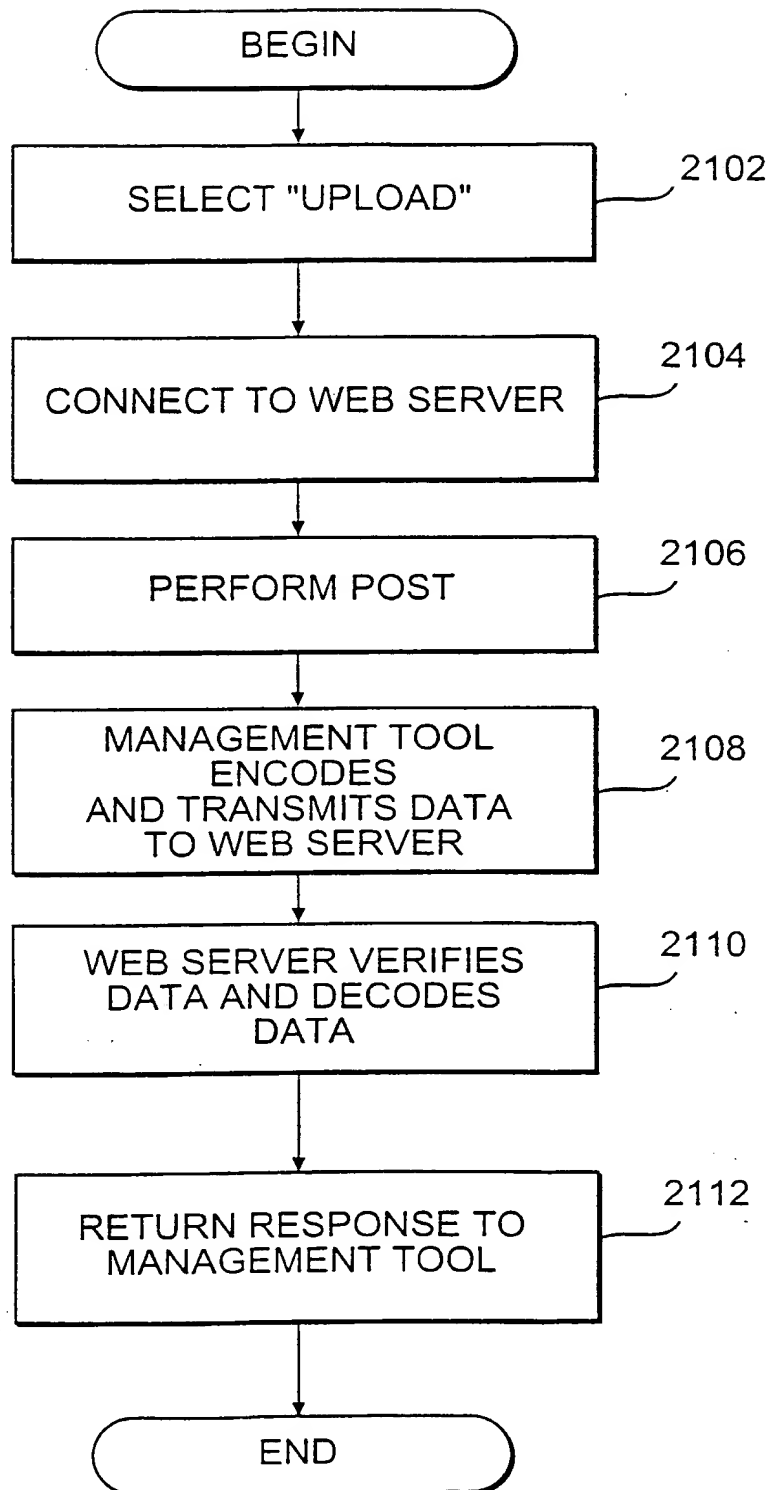 BEGIN
SELECT "UPLOAD"
2102
CONNECT TO WEB SERVER
2104
PERFORM POST
2106
MANAGEMENT TOOL
ENCODES
AND TRANSMITS DATA
TO WEB SERVER
2108
WEB SERVER VERIFIES
DATA AND DECODES
DATA
2110
RETURN RESPONSE TO
MANAGEMENT TOOL
2112
END